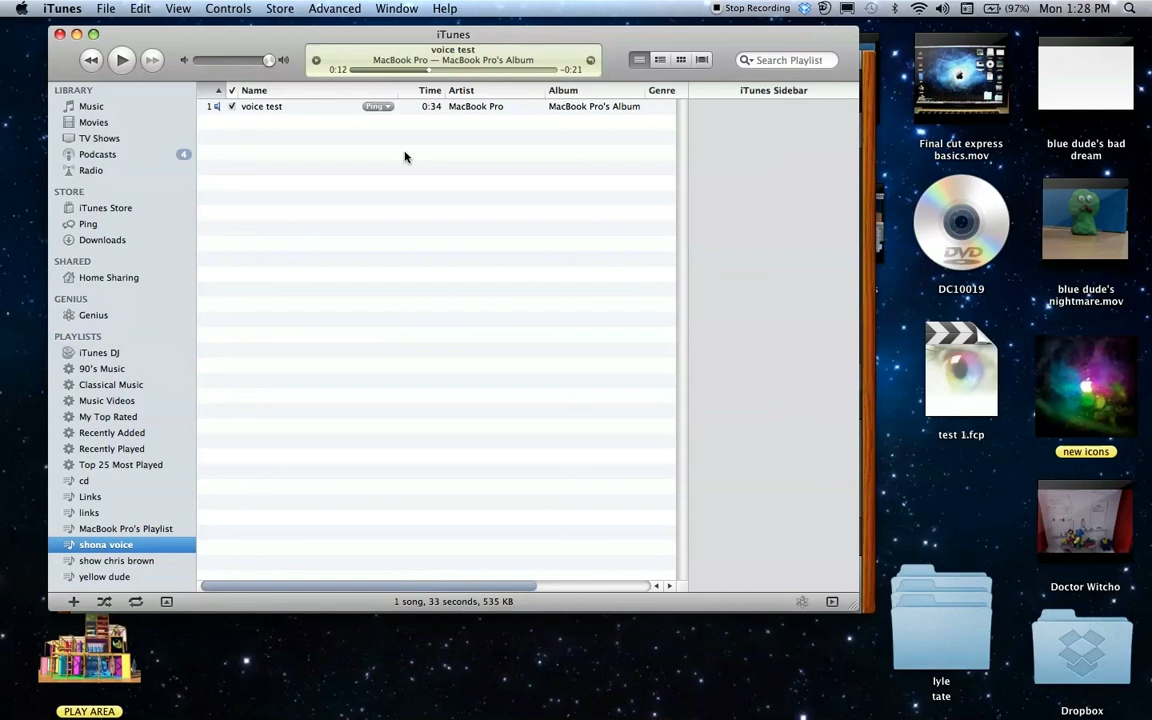 iTunes File Edit View Controls Store Advanced Window Help
Stop Recording (97%) Mon 1:28 PM
iTunes
voice test
MacBook Pro — MacBook Pro's Album
0:12 -0:21
Search Playlist
LIBRARY
Music
Movies
TV Shows
Podcasts 4
Radio
STORE
iTunes Store
Ping
Downloads
SHARED
Home Sharing
GENIUS
Genius
PLAYLISTS
iTunes DJ
90's Music
Classical Music
Music Videos
My Top Rated
Recently Added
Recently Played
Top 25 Most Played
cd
Links
links
MacBook Pro's Playlist
shona voice
show chris brown
yellow dude
Name Time Artist Album Genre
1 voice test Ping 0:34 MacBook Pro MacBook Pro's Album
iTunes Sidebar
1 song, 33 seconds, 535 KB
Final cut express
basics.mov
blue dude's bad
dream
DVD
DC10019
blue dude's
nightmare.mov
test 1.fcp
new icons
Doctor Witcho
lyle
tate
Dropbox
PLAY AREA